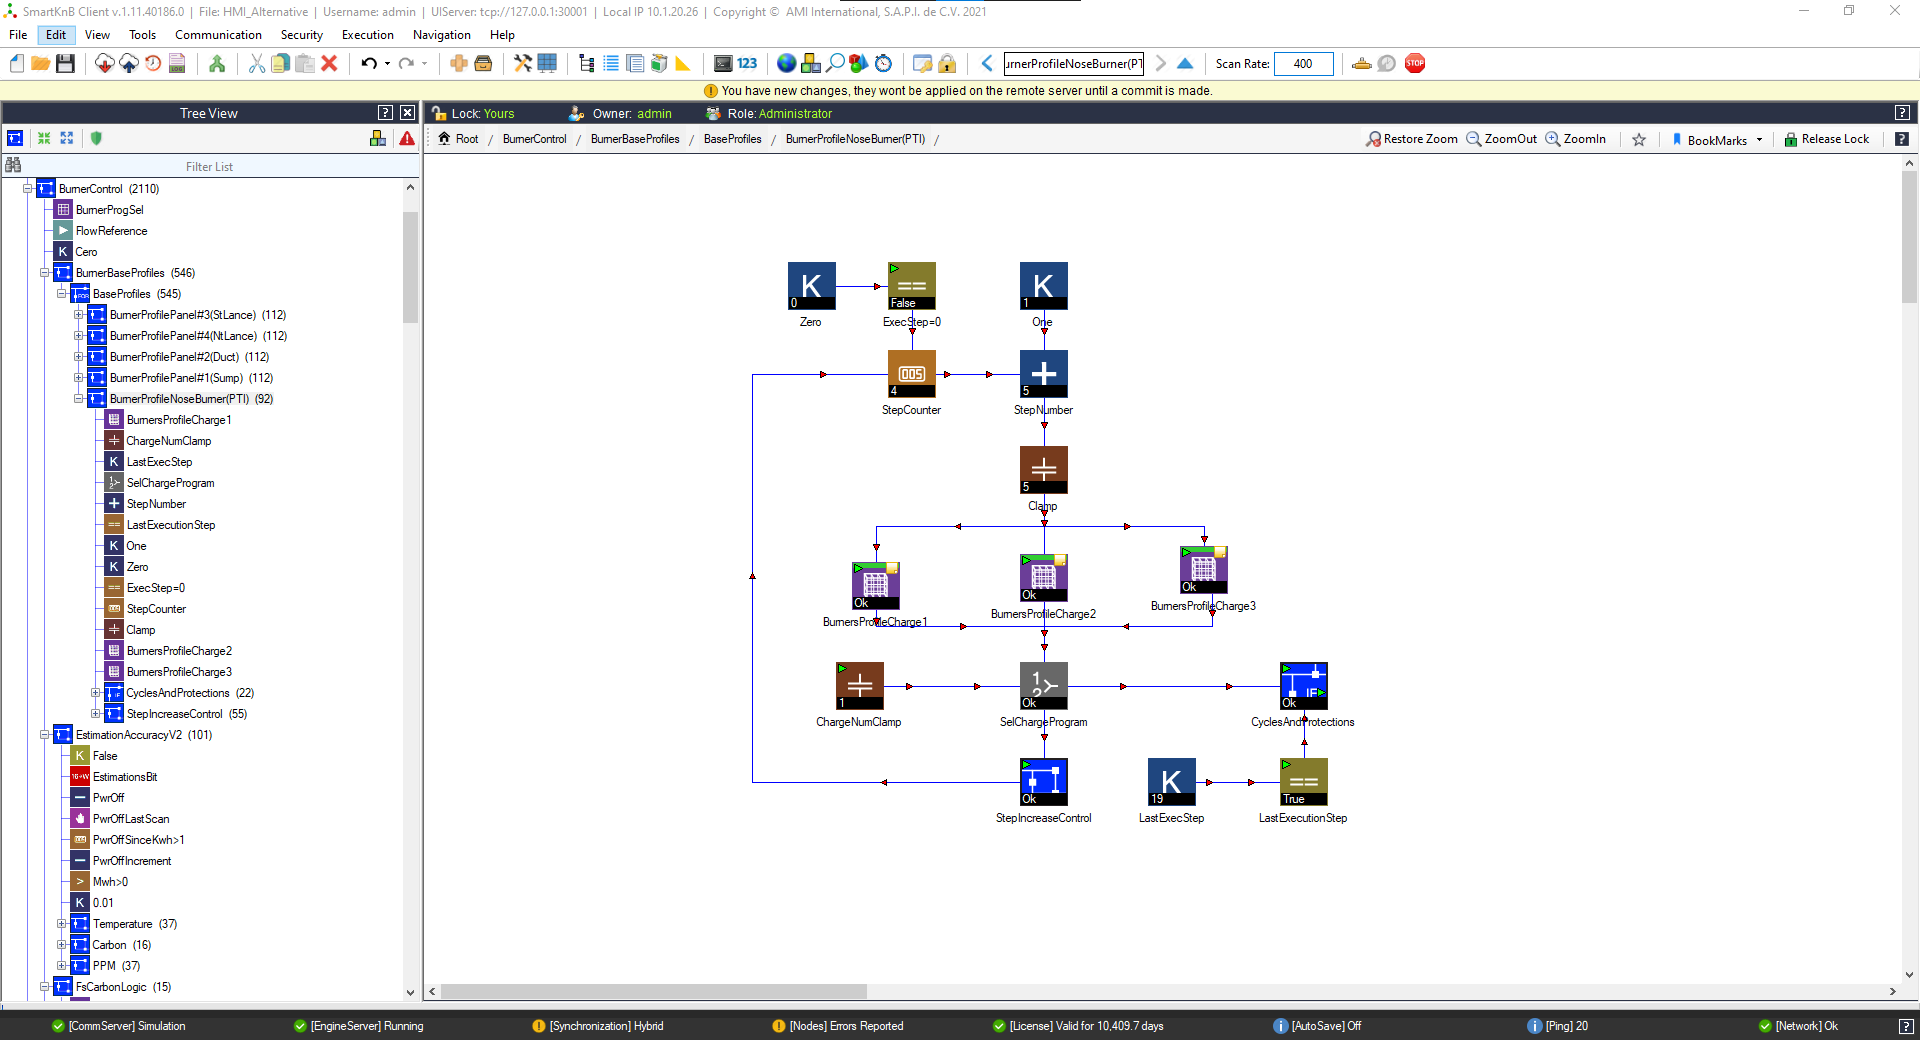 SmartKnB Client v.1.11.40186.0 | File: HMI_Alternative | Username: admin | UIServer: tcp://127.0.0.1:30001 | Local IP 10.1.20.26 | Copyright © AMI International, S.A.P.I. de C.V. 2021
File Edit View Tools Communication Security Execution Navigation Help
123 urnerProfileNoseBurner(PT Scan Rate: 400 STOP
You have new changes, they wont be applied on the remote server until a commit is made.
Tree View ? Lock: Yours Owner: admin Role: Administrator ?
Root / BurnerControl / BurnerBaseProfiles / BaseProfiles / BurnerProfileNoseBurner(PTI) / Restore Zoom ZoomOut ZoomIn BookMarks Release Lock ?
Filter List
BurnerControl (2110)
BurnerProgSel
FlowReference
K Cero
BurnerBaseProfiles (546)
BaseProfiles (545)
BurnerProfilePanel#3(StLance) (112)
BurnerProfilePanel#4(NtLance) (112)
BurnerProfilePanel#2(Duct) (112)
BurnerProfilePanel#1(Sump) (112)
BurnerProfileNoseBurner(PTI) (92)
BurnersProfileCharge1
ChargeNumClamp
K LastExecStep
SelChargeProgram
StepNumber
LastExecutionStep
K One
K Zero
ExecStep=0
StepCounter
Clamp
BurnersProfileCharge2
BurnersProfileCharge3
IF CyclesAndProtections (22)
StepIncreaseControl (55)
EstimationAccuracyV2 (101)
K False
16→W EstimationsBit
PwrOff
PwrOffLastScan
PwrOffSinceKwh>1
PwrOffIncrement
> Mwh>0
K 0.01
Temperature (37)
Carbon (16)
PPM (37)
FsCarbonLogic (15)
K == K
0 False 1
Zero ExecStep=0 One
005 +
4 5
StepCounter StepNumber
5
Clamp
Ok Ok Ok
BurnersProfileCharge1 BurnersProfileCharge2 BurnersProfileCharge3
1 2 IF
1 Ok Ok
ChargeNumClamp SelChargeProgram CyclesAndProtections
K ==
Ok 19 True
StepIncreaseControl LastExecStep LastExecutionStep
[CommServer] Simulation [EngineServer] Running [Synchronization] Hybrid [Nodes] Errors Reported [License] Valid for 10,409.7 days [AutoSave] Off [Ping] 20 [Network] Ok ?